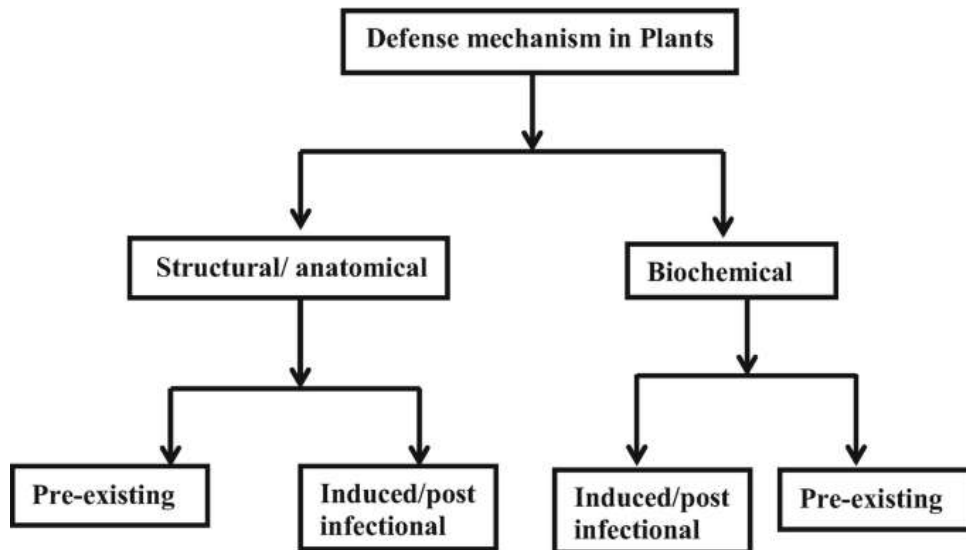 Defense mechanism in Plants
Structural/ anatomical
Biochemical
Pre-existing
Induced/post
infectional
Induced/post
infectional
Pre-existing